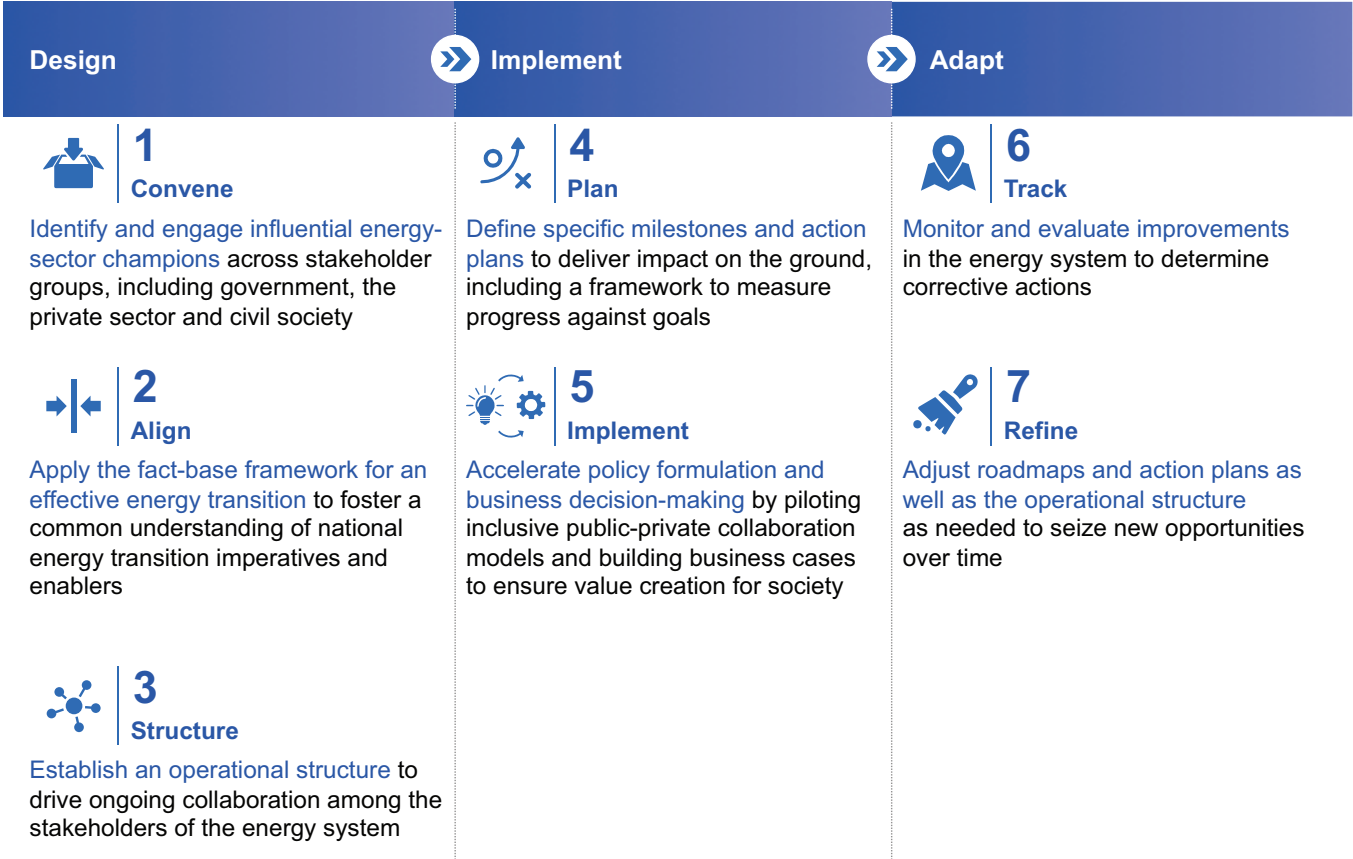 Design
1
Convene
Identify and engage influential energy-
sector champions across stakeholder
groups, including government, the
private sector and civil society
2
Align
Apply the fact-base framework for an
effective energy transition to foster a
common understanding of national
energy transition imperatives and
enablers
3
Structure
Establish an operational structure to
drive ongoing collaboration among the
stakeholders of the energy system
Implement
4
Plan
Define specific milestones and action
plans to deliver impact on the ground,
including a framework to measure
progress against goals
5
Implement
Accelerate policy formulation and
business decision-making by piloting
inclusive public-private collaboration
models and building business cases
to ensure value creation for society
Adapt
6
Track
Monitor and evaluate improvements
in the energy system to determine
corrective actions
7
Refine
Adjust roadmaps and action plans as
well as the operational structure
as needed to seize new opportunities
over time